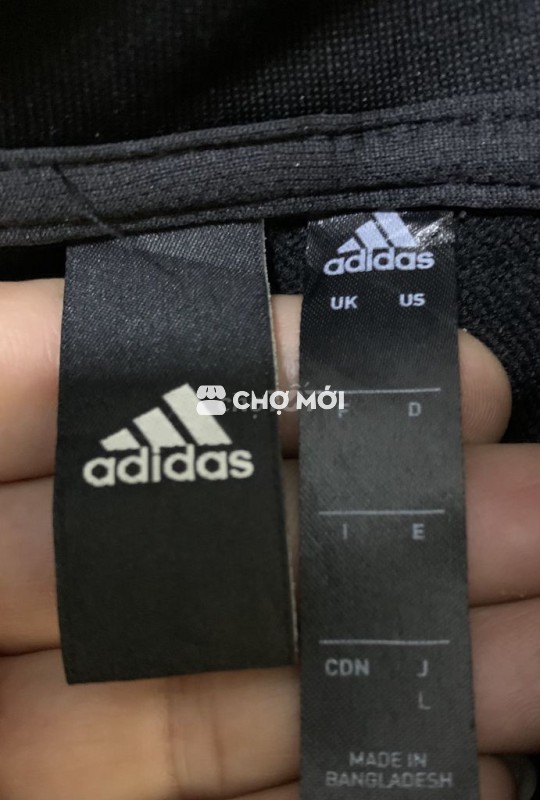 adidas
CHỢ MỚI
adidas
UK US
F D
I E
CDN J
L
MADE IN
BANGLADESH